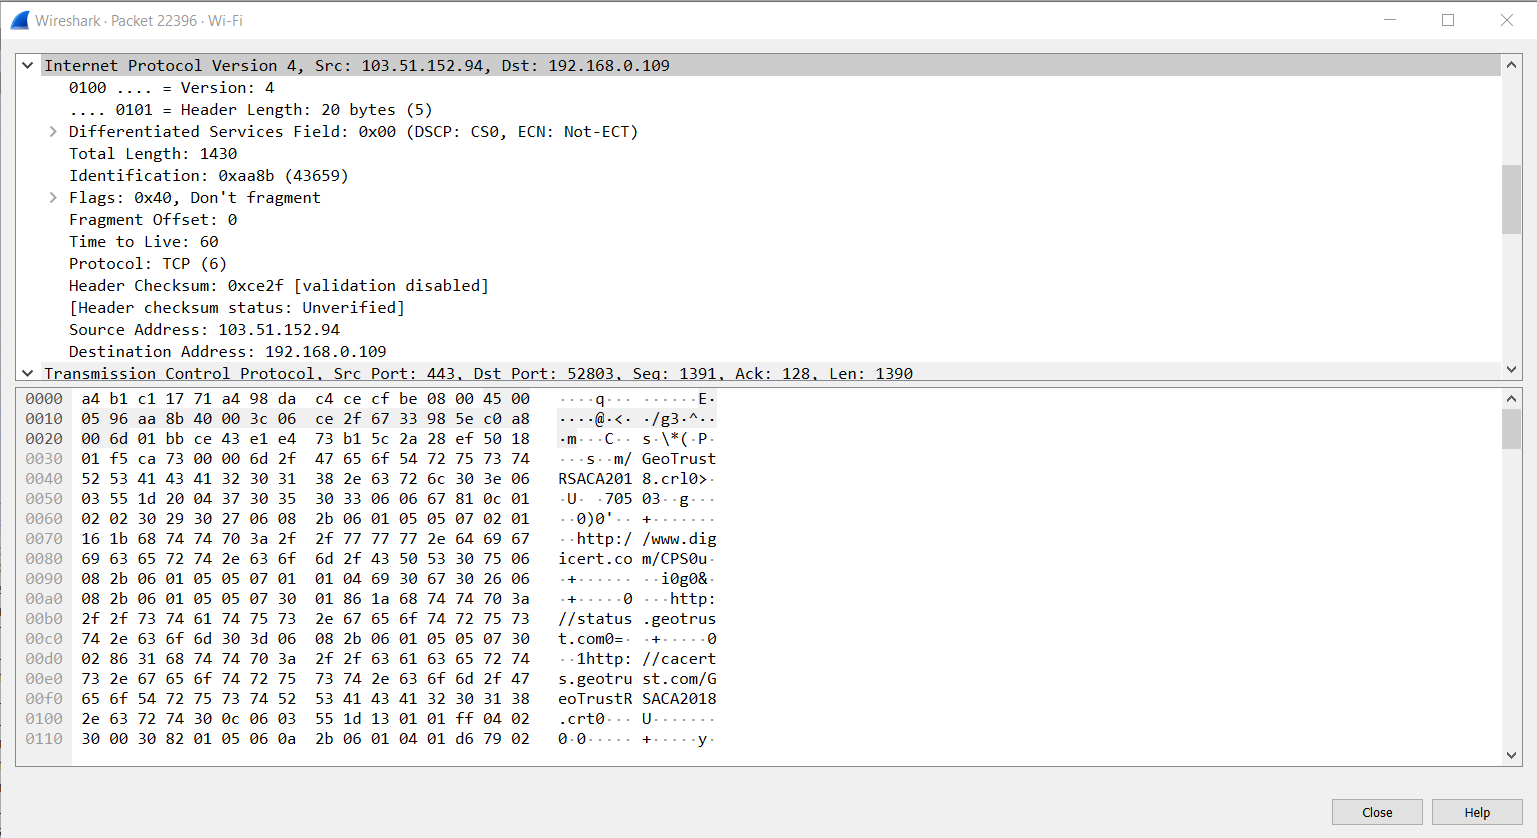 Wireshark · Packet 22396 · Wi-Fi
Internet Protocol Version 4, Src: 103.51.152.94, Dst: 192.168.0.109
0100 .... = Version: 4
.... 0101 = Header Length: 20 bytes (5)
Differentiated Services Field: 0x00 (DSCP: CS0, ECN: Not-ECT)
Total Length: 1430
Identification: 0xaa8b (43659)
Flags: 0x40, Don't fragment
Fragment Offset: 0
Time to Live: 60
Protocol: TCP (6)
Header Checksum: 0xce2f [validation disabled]
[Header checksum status: Unverified]
Source Address: 103.51.152.94
Destination Address: 192.168.0.109
Transmission Control Protocol, Src Port: 443, Dst Port: 52803, Seq: 1391, Ack: 128, Len: 1390
0000 a4 b1 c1 17 71 a4 98 da c4 ce cf be 08 00 45 00 ····q··· ······E·
0010 05 96 aa 8b 40 00 3c 06 ce 2f 67 33 98 5e c0 a8 ····@·<· ·/g3·^··
0020 00 6d 01 bb ce 43 e1 e4 73 b1 5c 2a 28 ef 50 18 ·m···C·· s·\*(·P·
0030 01 f5 ca 73 00 00 6d 2f 47 65 6f 54 72 75 73 74 ···s··m/ GeoTrust
0040 52 53 41 43 41 32 30 31 38 2e 63 72 6c 30 3e 06 RSACA201 8.crl0>·
0050 03 55 1d 20 04 37 30 35 30 33 06 06 67 81 0c 01 ·U· ·705 03··g···
0060 02 02 30 29 30 27 06 08 2b 06 01 05 05 07 02 01 ··0)0'·· +·······
0070 16 1b 68 74 74 70 3a 2f 2f 77 77 77 2e 64 69 67 ··http:/ /www.dig
0080 69 63 65 72 74 2e 63 6f 6d 2f 43 50 53 30 75 06 icert.co m/CPS0u·
0090 08 2b 06 01 05 05 07 01 01 04 69 30 67 30 26 06 ·+······ ··i0g0&·
00a0 08 2b 06 01 05 05 07 30 01 86 1a 68 74 74 70 3a ·+·····0 ···http:
00b0 2f 2f 73 74 61 74 75 73 2e 67 65 6f 74 72 75 73 //status .geotrus
00c0 74 2e 63 6f 6d 30 3d 06 08 2b 06 01 05 05 07 30 t.com0=· ·+·····0
00d0 02 86 31 68 74 74 70 3a 2f 2f 63 61 63 65 72 74 ··1http: //cacert
00e0 73 2e 67 65 6f 74 72 75 73 74 2e 63 6f 6d 2f 47 s.geotru st.com/G
00f0 65 6f 54 72 75 73 74 52 53 41 43 41 32 30 31 38 eoTrustR SACA2018
0100 2e 63 72 74 30 0c 06 03 55 1d 13 01 01 ff 04 02 .crt0··· U·······
0110 30 00 30 82 01 05 06 0a 2b 06 01 04 01 d6 79 02 0·0····· +·····y·
Close
Help